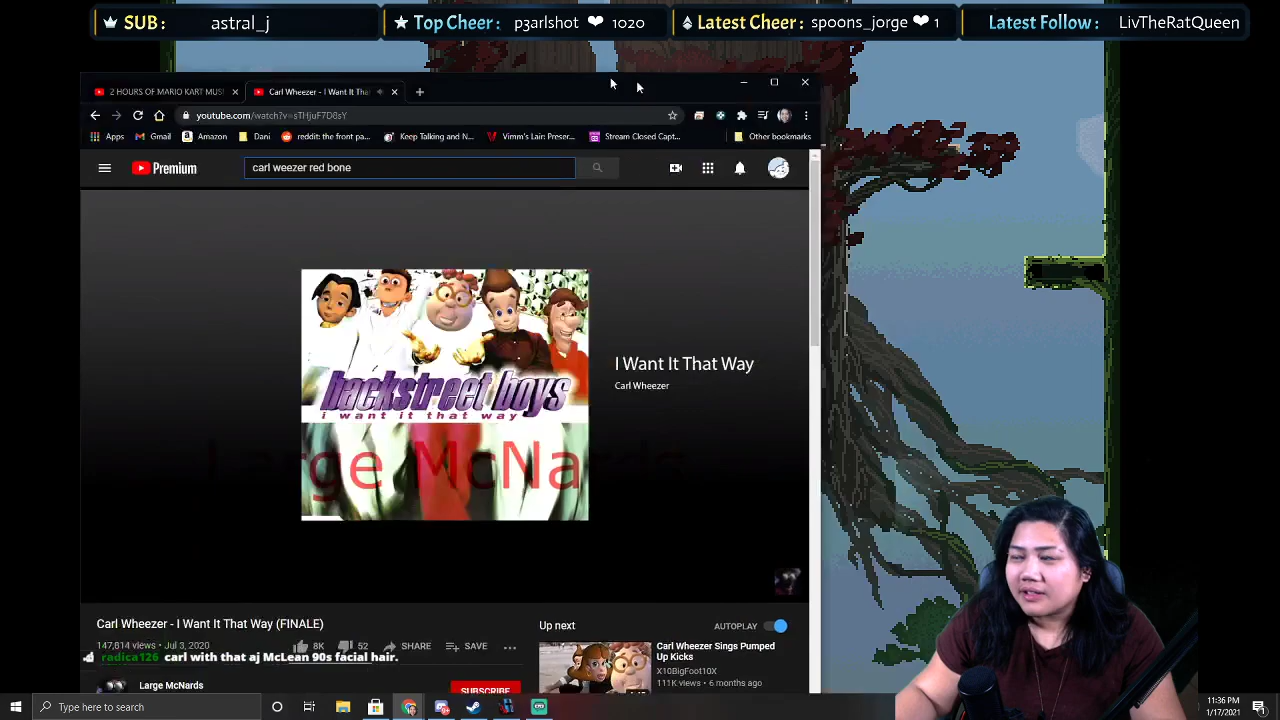 SUB : astral_j
Top Cheer: p3arlshot ❤ 1020
Latest Cheer: spoons_jorge ❤ 1
Latest Follow : LivTheRatQueen
2 HOURS OF MARIO KART MUS
Carl Wheezer - I Want It Tha
youtube.com/watch?v=sTHjuF7D8sY
Apps
Gmail
Amazon
Dani
reddit: the front pa...
Keep Talking and N...
Vimm's Lair: Preser...
Stream Closed Capt...
Other bookmarks
Premium
carl weezer red bone
backstreet boys
i want it that way
Large McNards
I Want It That Way
Carl Wheezer
Carl Wheezer - I Want It That Way (FINALE)
147,814 views • Jul 3, 2020
8K
52
SHARE
SAVE
radica126 carl with that aj McLean 90s facial hair.
Large McNards
SUBSCRIBE
Up next
AUTOPLAY
Carl Wheezer Sings Pumped
Up Kicks
X10BigFoot10X
111K views • 6 months ago
Type here to search
11:36 PM
1/17/2021